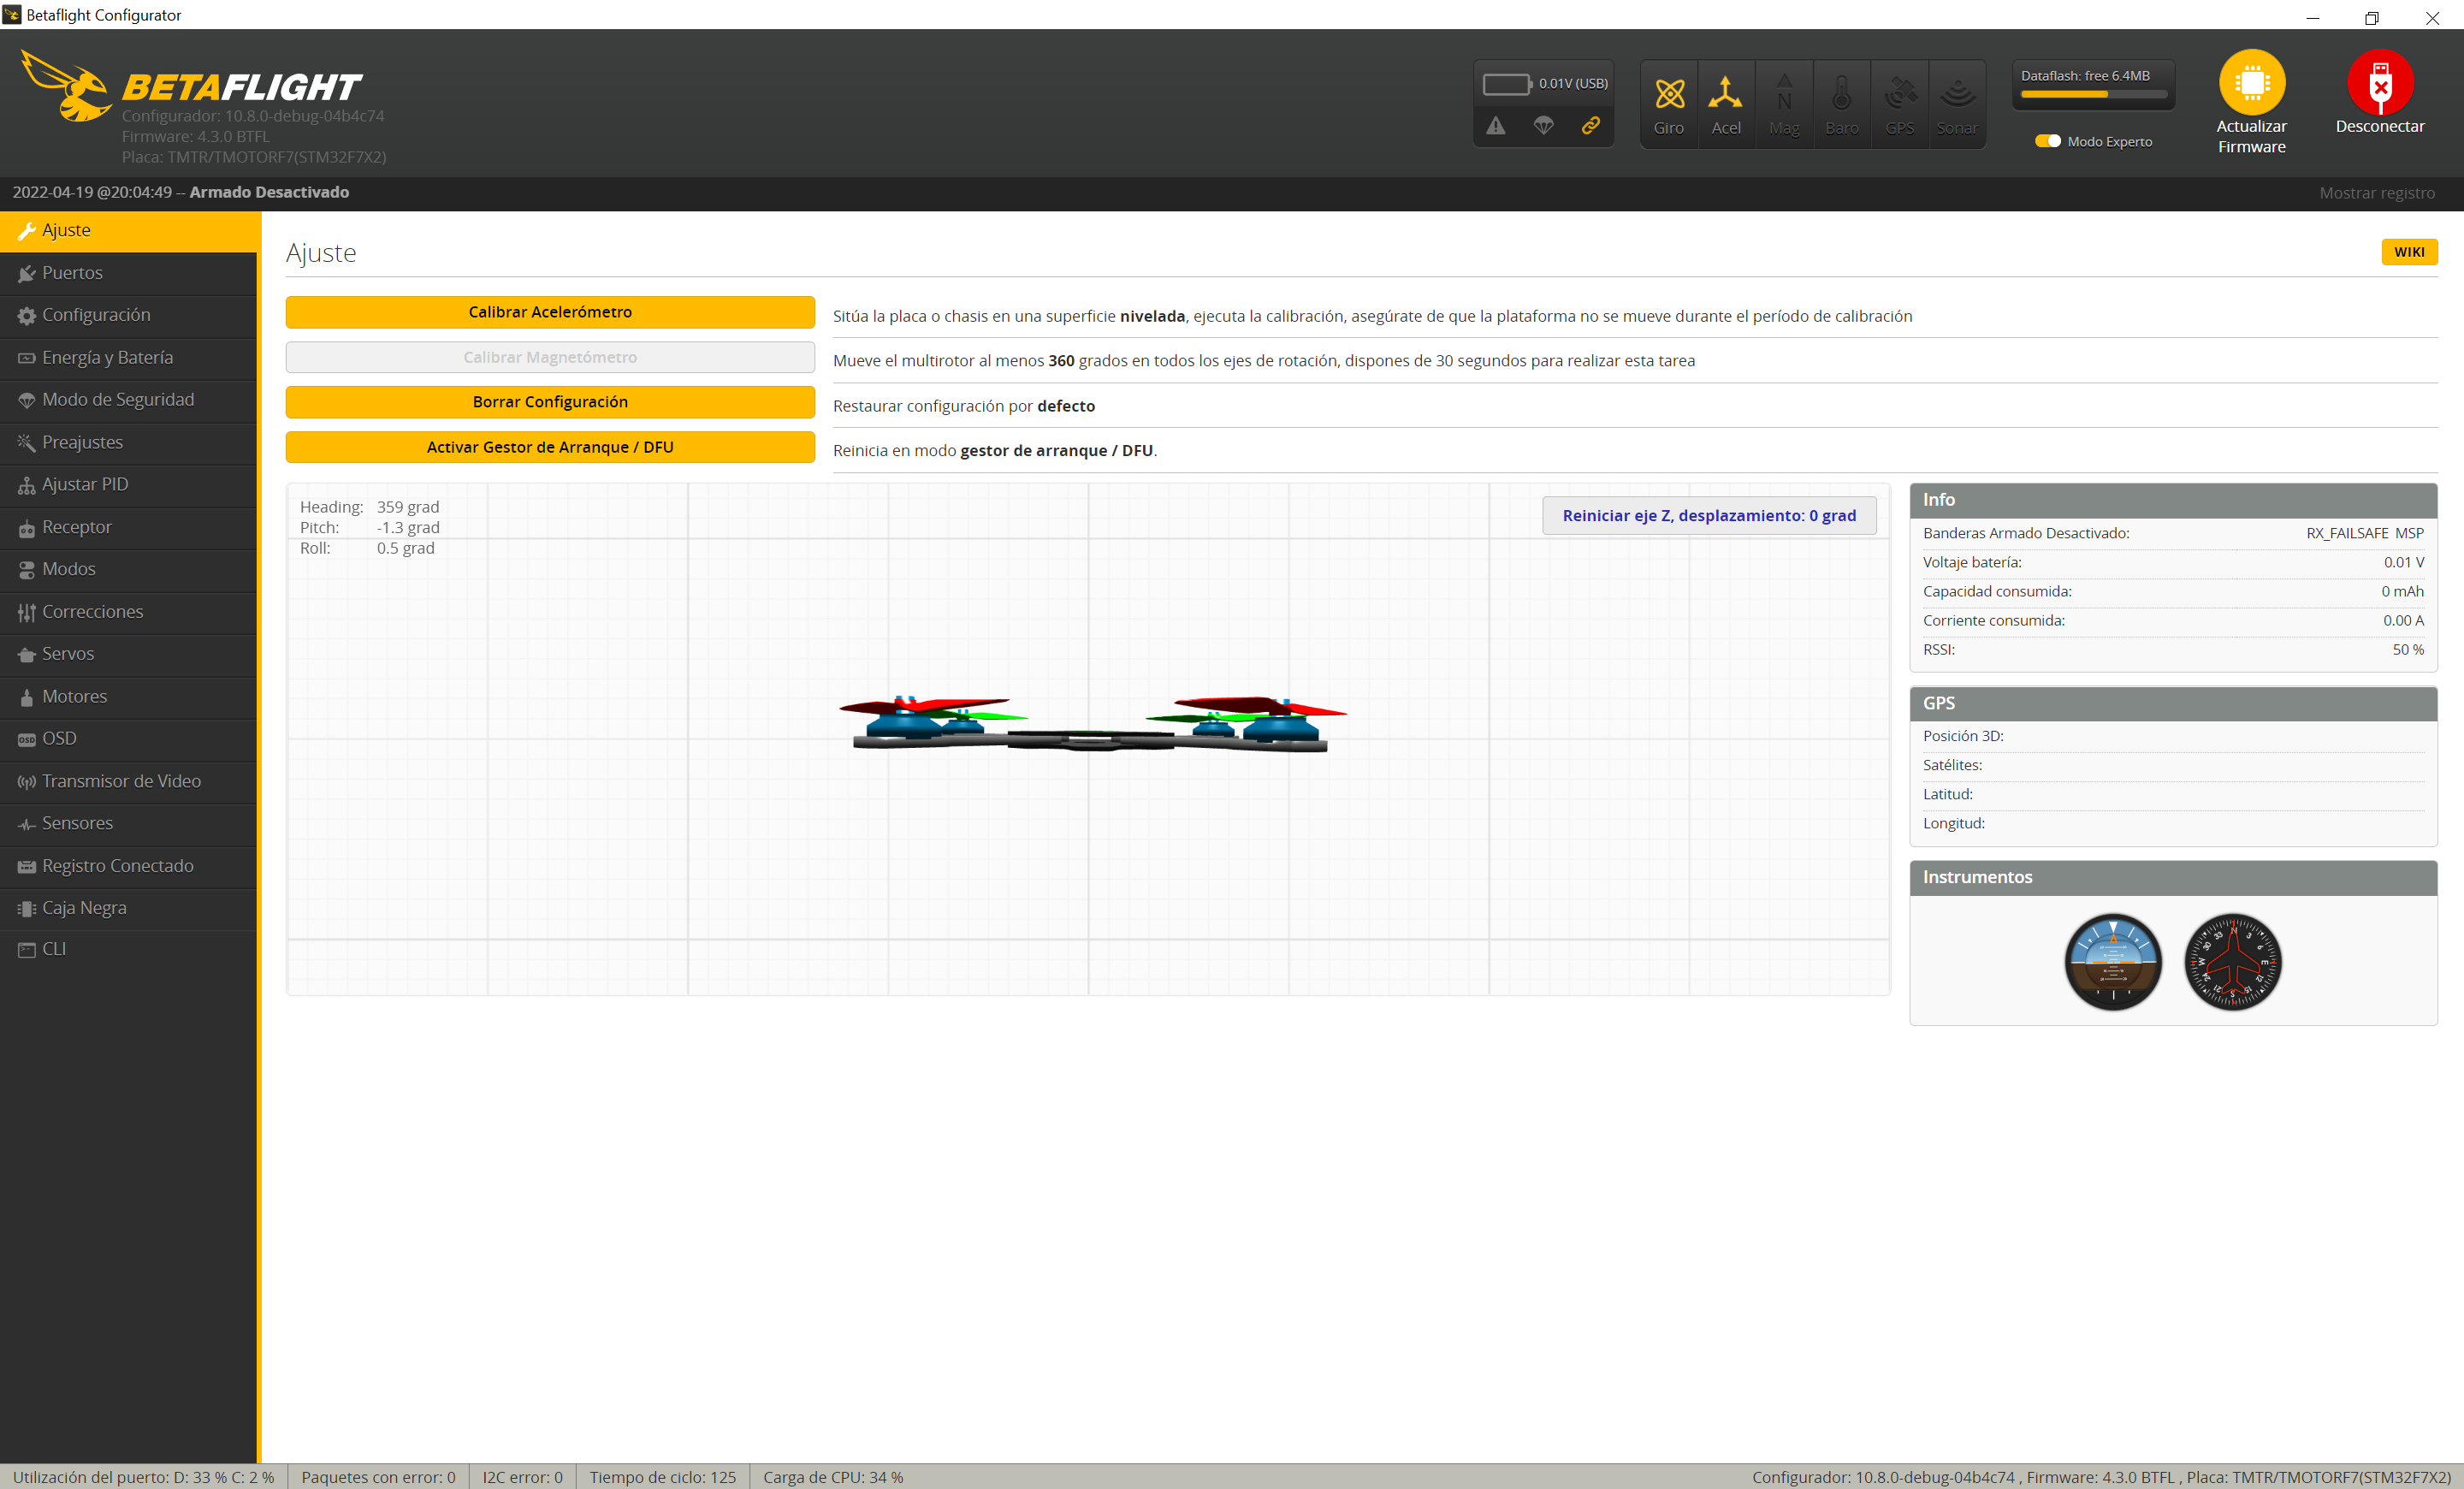 Betaflight Configurator
BETAFLIGHT
Configurador: 10.8.0-debug-04b4c74
Firmware: 4.3.0 BTFL
Placa: TMTR/TMOTORF7(STM32F7X2)
0.01V (USB)
Giro
Acel
Mag
Baro
GPS
Sonar
Dataflash: free 6.4MB
Modo Experto
Actualizar
Firmware
Desconectar
2022-04-19 @20:04:49 -- Armado Desactivado
Mostrar registro
Ajuste
Puertos
Configuración
Energía y Batería
Modo de Seguridad
Preajustes
Ajustar PID
Receptor
Modos
Correcciones
Servos
Motores
OSD
Transmisor de Video
Sensores
Registro Conectado
Caja Negra
CLI
Ajuste
WIKI
Calibrar Acelerómetro
Sitúa la placa o chasis en una superficie nivelada, ejecuta la calibración, asegúrate de que la plataforma no se mueve durante el período de calibración
Calibrar Magnetómetro
Mueve el multirotor al menos 360 grados en todos los ejes de rotación, dispones de 30 segundos para realizar esta tarea
Borrar Configuración
Restaurar configuración por defecto
Activar Gestor de Arranque / DFU
Reinicia en modo gestor de arranque / DFU.
Heading: 359 grad
Pitch: -1.3 grad
Roll: 0.5 grad
Reiniciar eje Z, desplazamiento: 0 grad
Info
Banderas Armado Desactivado: RX_FAILSAFE MSP
Voltaje batería: 0.01 V
Capacidad consumida: 0 mAh
Corriente consumida: 0.00 A
RSSI: 50 %
GPS
Posición 3D:
Satélites:
Latitud:
Longitud:
Instrumentos
N 3 6 E 12 15 S 21 24 W 30 33
Utilización del puerto: D: 33 % C: 2 %
Paquetes con error: 0
I2C error: 0
Tiempo de ciclo: 125
Carga de CPU: 34 %
Configurador: 10.8.0-debug-04b4c74 , Firmware: 4.3.0 BTFL , Placa: TMTR/TMOTORF7(STM32F7X2)